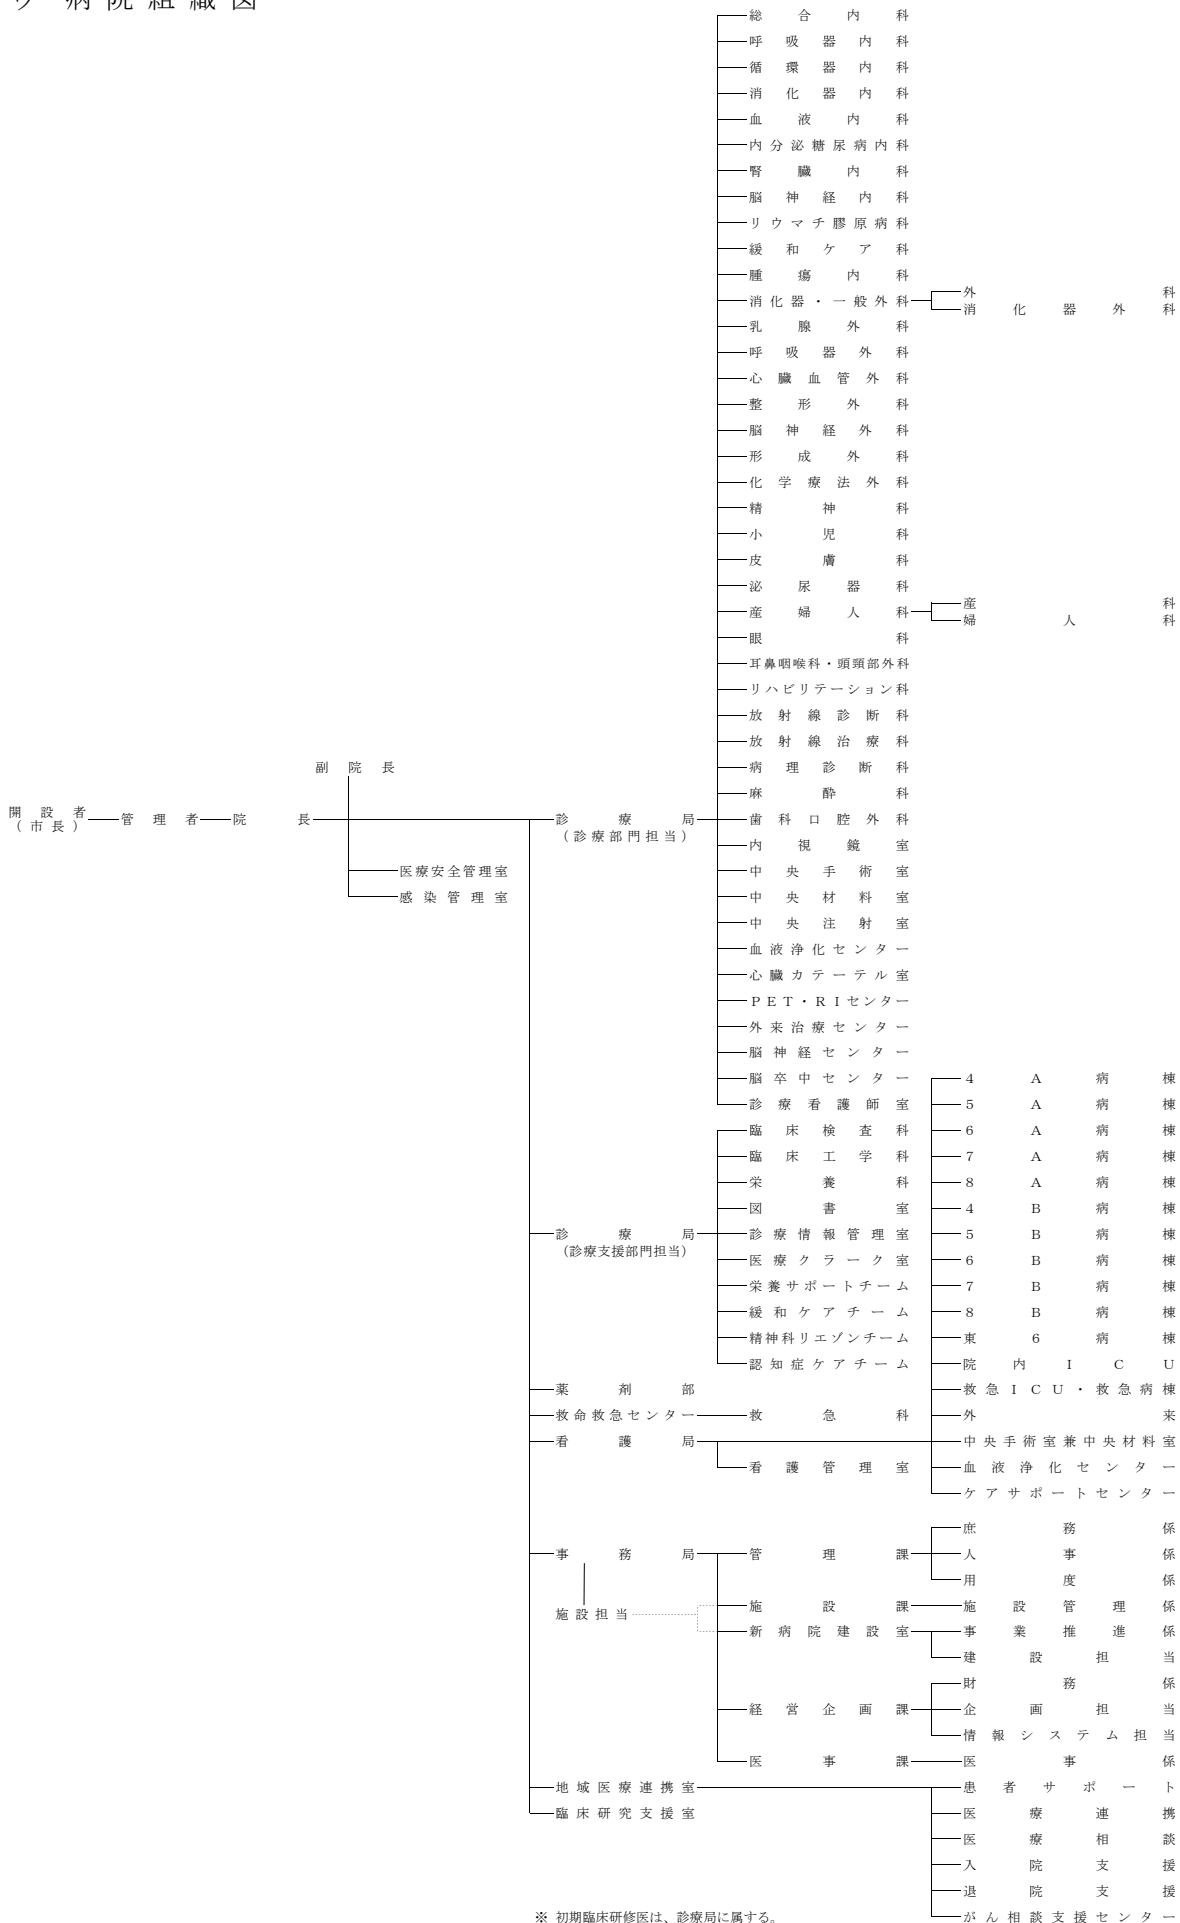 ウ 病院組織図
総合内科
呼吸器内科
循環器内科
消化器内科
血液内科
内分泌糖尿病内科
腎臓内科
脳神経内科
リウマチ膠原病科
緩和ケア科
腫瘍内科
消化器・一般外科
外科
消化器外科
乳腺外科
呼吸器外科
心臓血管外科
整形外科
脳神経外科
形成外科
化学療法外科
精神科
小児科
皮膚科
泌尿器科
産婦人科
産科
婦人科
眼科
耳鼻咽喉科・頭頸部外科
リハビリテーション科
放射線診断科
放射線治療科
病理診断科
麻酔科
歯科口腔外科
内視鏡室
中央手術室
中央材料室
中央注射室
血液浄化センター
心臓カテーテル室
PET・RIセンター
外来治療センター
脳神経センター
脳卒中センター
診療看護師室
副院長
開設者
（市長）
管理者
院長
診療局
（診療部門担当）
医療安全管理室
感染管理室
臨床検査科
臨床工学科
栄養科
図書室
診療情報管理室
医療クラーク室
栄養サポートチーム
緩和ケアチーム
精神科リエゾンチーム
認知症ケアチーム
診療局
（診療支援部門担当）
薬剤部
救命救急センター
救急科
看護局
看護管理室
4A病棟
5A病棟
6A病棟
7A病棟
8A病棟
4B病棟
5B病棟
6B病棟
7B病棟
8B病棟
東6病棟
院内ICU
救急ICU・救急病棟
外来
中央手術室兼中央材料室
血液浄化センター
ケアサポートセンター
事務局
施設担当
管理課
庶務係
人事係
用度係
施設課
施設管理係
新病院建設室
事業推進係
建設担当
経営企画課
財務係
企画担当
情報システム担当
医事課
医事係
地域医療連携室
臨床研究支援室
患者サポート
医療連携
医療相談
入院支援
退院支援
がん相談支援センター
※ 初期臨床研修医は、診療局に属する。